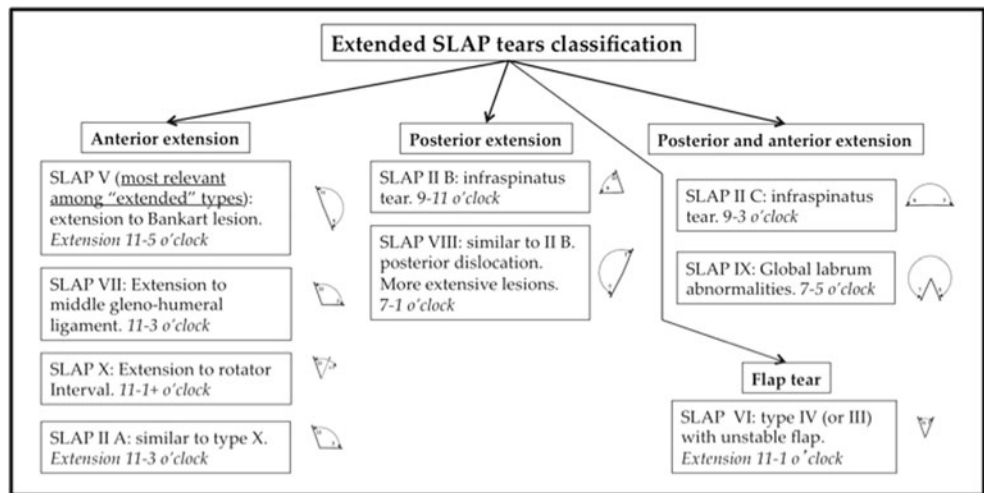 Extended SLAP tears classification
Anterior extension
SLAP V (most relevant
among “extended” types):
extension to Bankart lesion.
Extension 11-5 o’clock
SLAP VII: Extension to
middle gleno-humeral
ligament. 11-3 o’clock
SLAP X: Extension to rotator
Interval. 11-1+ o’clock
SLAP II A: similar to type X.
Extension 11-3 o’clock
Posterior extension
SLAP II B: infraspinatus
tear. 9-11 o’clock
SLAP VIII: similar to II B.
posterior dislocation.
More extensive lesions.
7-1 o’clock
Posterior and anterior extension
SLAP II C: infraspinatus
tear. 9-3 o’clock
SLAP IX: Global labrum
abnormalities. 7-5 o’clock
Flap tear
SLAP VI: type IV (or III)
with unstable flap.
Extension 11-1 o’clock